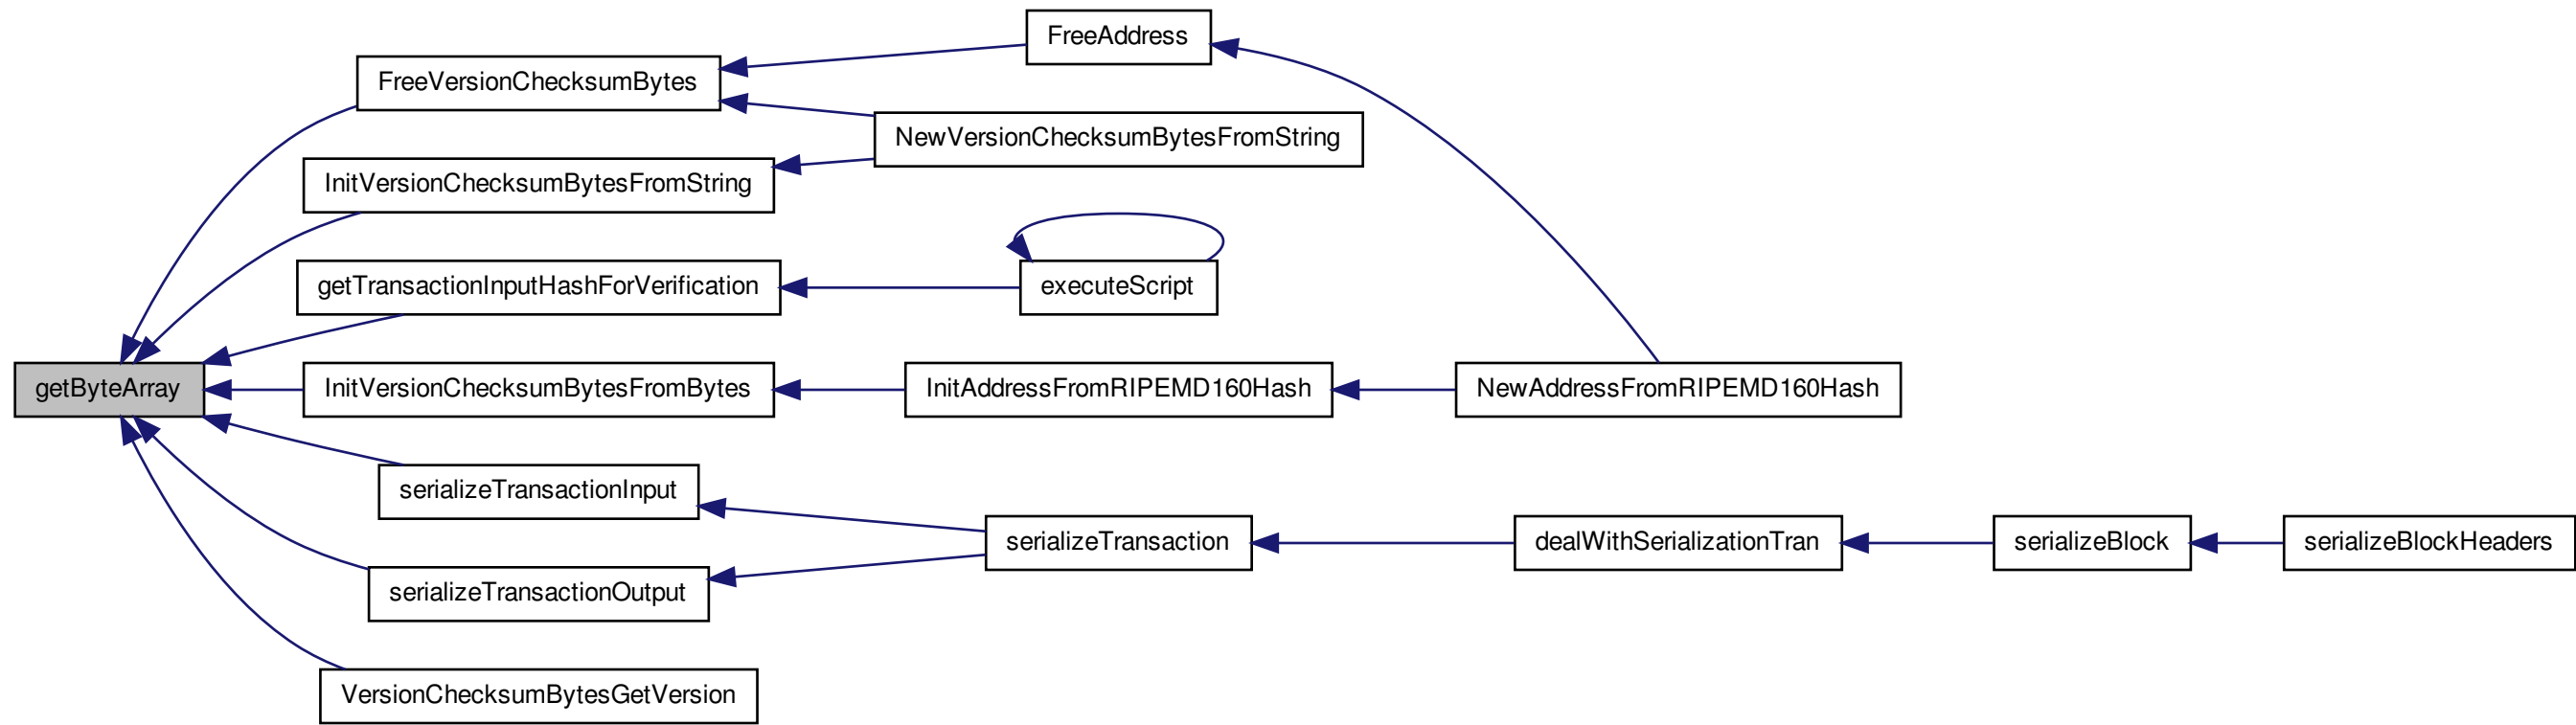 FreeAddress
FreeVersionChecksumBytes
NewVersionChecksumBytesFromString
InitVersionChecksumBytesFromString
getTransactionInputHashForVerification
executeScript
getByteArray
InitVersionChecksumBytesFromBytes
InitAddressFromRIPEMD160Hash
NewAddressFromRIPEMD160Hash
serializeTransactionInput
serializeTransaction
dealWithSerializationTran
serializeBlock
serializeBlockHeaders
serializeTransactionOutput
VersionChecksumBytesGetVersion